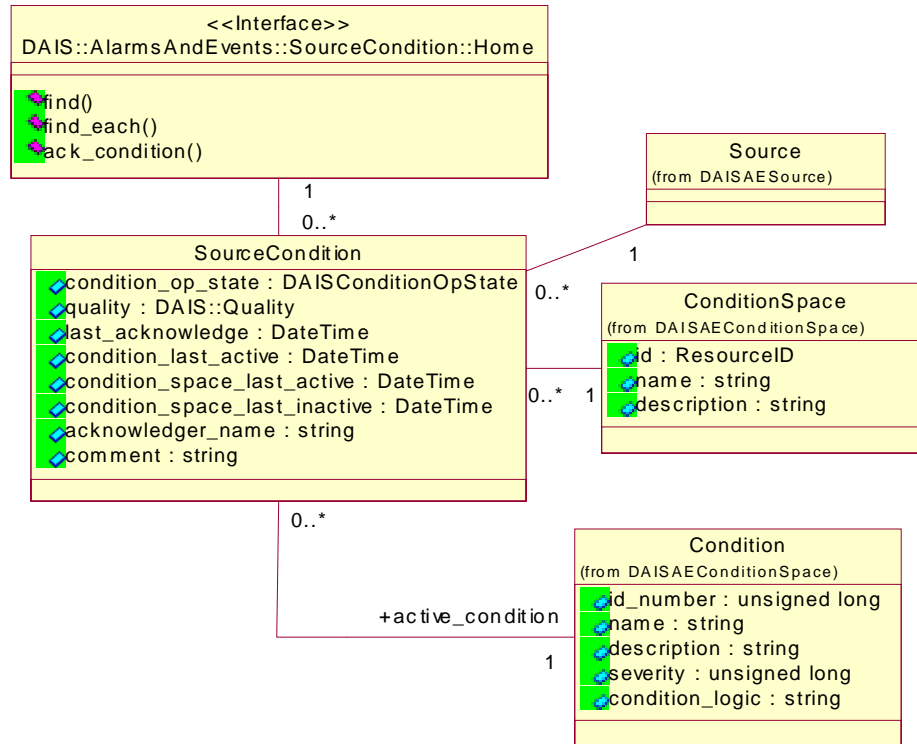 <<Interface>>
DAIS::AlarmsAndEvents::SourceCondition::Home
find()
find_each()
ack_condition()
1
0..*
Source
(from DAISAESource)
1
0..*
SourceCondition
condition_op_state : DAISConditionOpState
quality : DAIS::Quality
last_acknowledge : DateTime
condition_last_active : DateTime
condition_space_last_active : DateTime
condition_space_last_inactive : DateTime
acknowledger_name : string
comment : string
ConditionSpace
(from DAISAEConditionSpace)
id : ResourceID
name : string
description : string
0..*
1
0..*
+active_condition
1
Condition
(from DAISAEConditionSpace)
id_number : unsigned long
name : string
description : string
severity : unsigned long
condition_logic : string